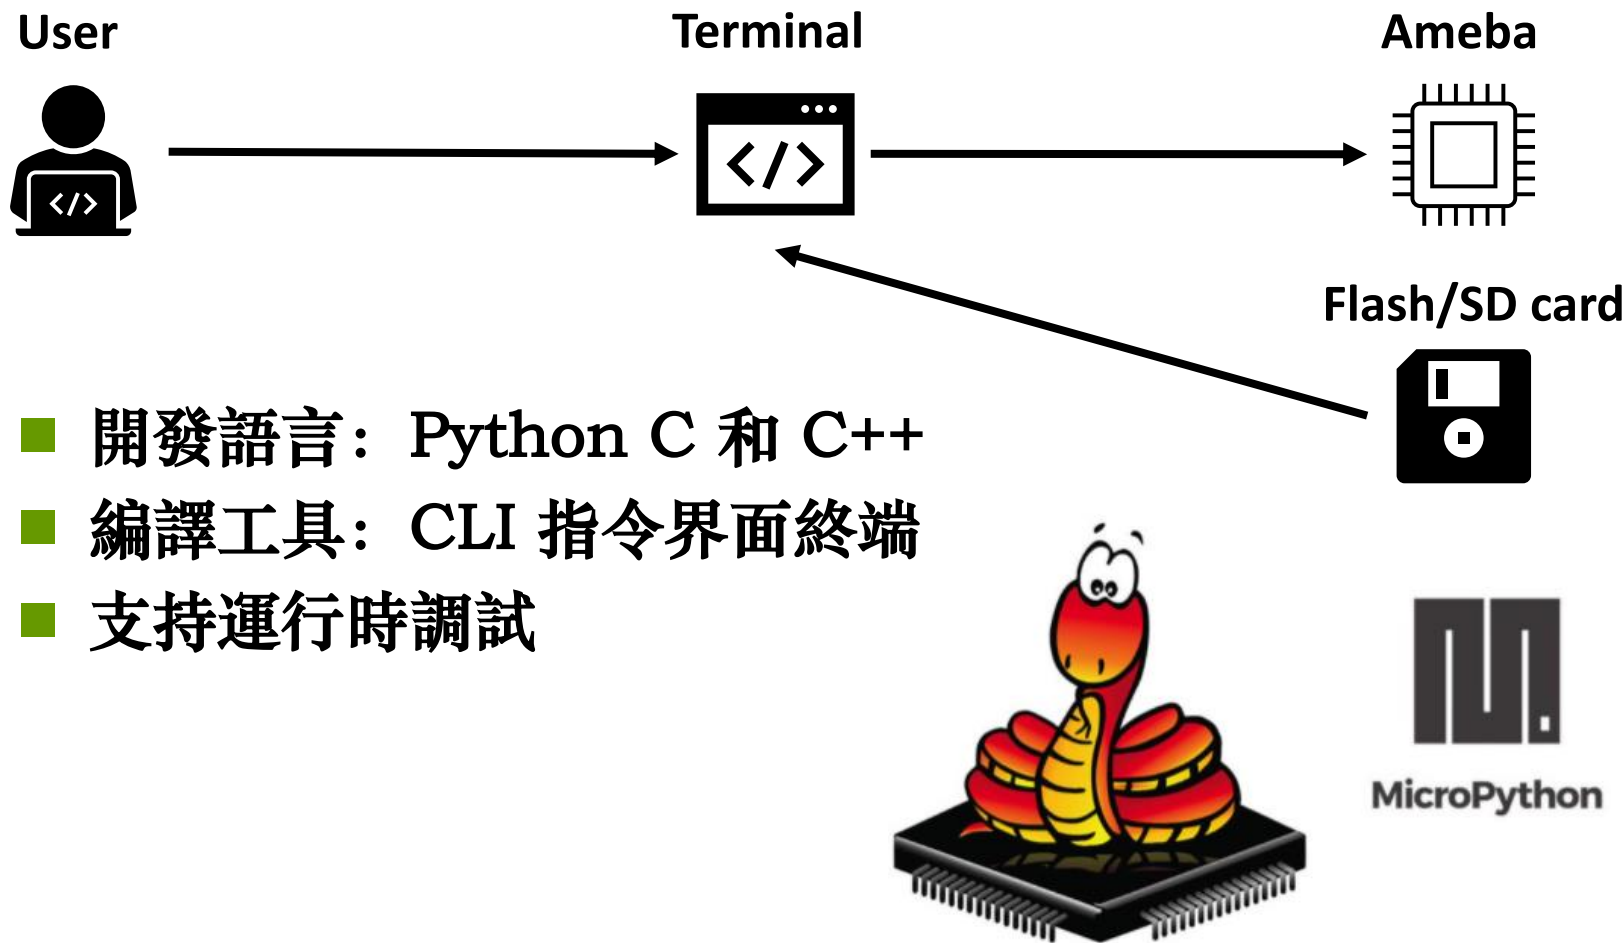 User
Terminal
Ameba
</>
</>
Flash/SD card
開發語言：Python C 和 C++
編譯工具：CLI 指令界面終端
支持運行時調試
MicroPython